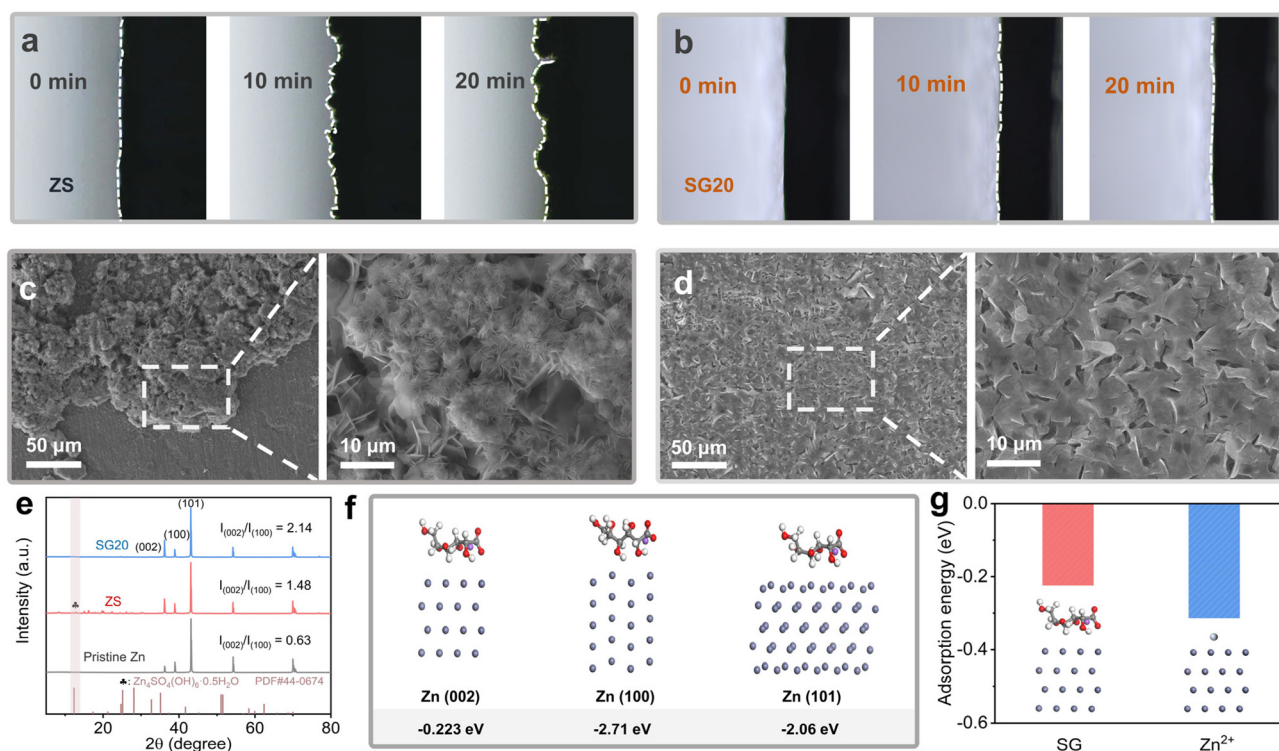 a
0 min
10 min
20 min
ZS
b
0 min
10 min
20 min
SG20
c
50 μm
10 μm
d
50 μm
10 μm
e
Intensity (a.u.)
(101)
(100)
(002)
SG20
I(002)/I(100) = 2.14
♣
ZS
I(002)/I(100) = 1.48
Pristine Zn
I(002)/I(100) = 0.63
♣: Zn4SO4(OH)6·0.5H2O PDF#44-0674
20 40 60 80
2θ (degree)
f
Zn (002) Zn (100) Zn (101)
-0.223 eV -2.71 eV -2.06 eV
g
Adsorption energy (eV)
0.0
-0.2
-0.4
-0.6
SG Zn2+